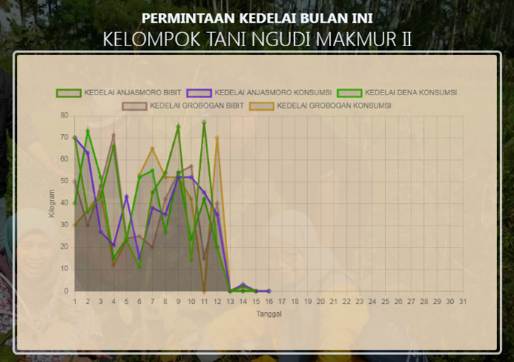 PERMINTAAN KEDELAI BULAN INI
KELOMPOK TANI NGUDI MAKMUR II
KEDELAI ANJASMORO BIBIT KEDELAI ANJASMORO KONSUMSI KEDELAI DENA KONSUMSI
KEDELAI GROBOGAN BIBIT KEDELAI GROBOGAN KONSUMSI
80
70
60
50
40
30
20
10
0
Kilogram
1 2 3 4 5 6 7 8 9 10 11 12 13 14 15 16 17 18 19 20 21 22 23 24 25 26 27 28 29 30 31
Tanggal